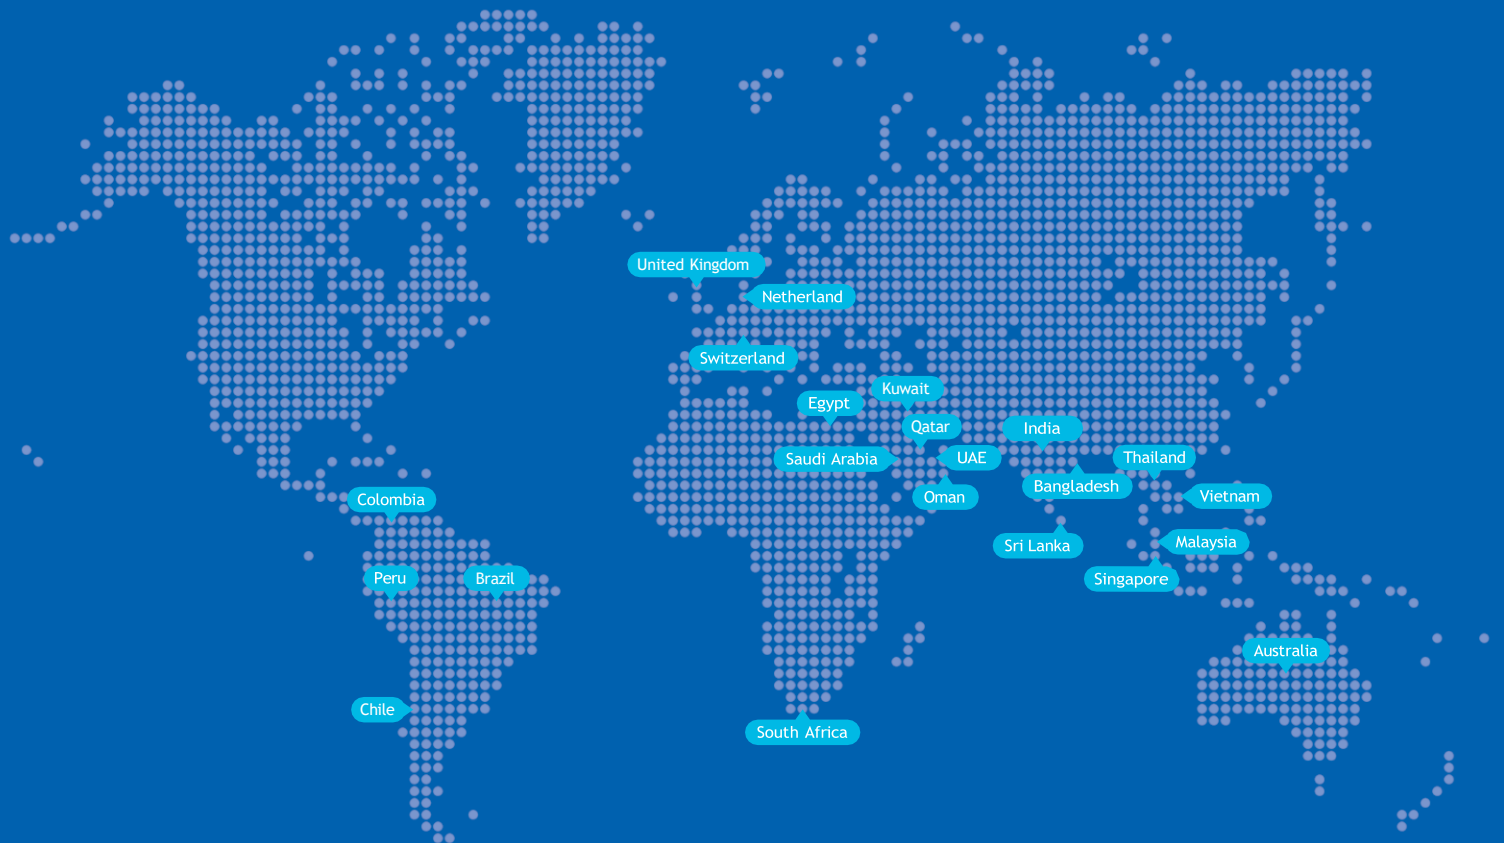 United Kingdom
Netherland
Switzerland
Kuwait
Egypt
Qatar
India
Saudi Arabia
UAE
Thailand
Bangladesh
Oman
Vietnam
Colombia
Sri Lanka
Malaysia
Peru
Brazil
Singapore
Australia
Chile
South Africa